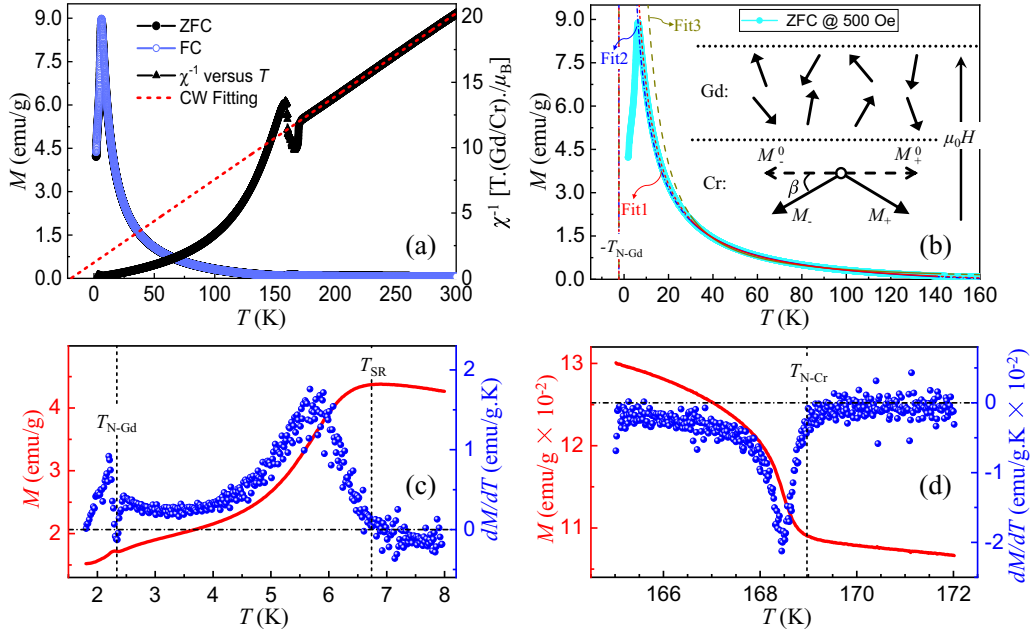 9.0
7.5
6.0
4.5
3.0
1.5
0.0
M (emu/g)
ZFC
FC
χ⁻¹ versus T
CW Fitting
(a)
20
15
10
5
0
χ⁻¹ [T.(Gd/Cr)./μB]
0 50 100 150 200 250 300
T (K)
9.0
7.5
6.0
4.5
3.0
1.5
0.0
M (emu/g)
Fit3
ZFC @ 500 Oe
Fit2
Gd:
μ₀H
M₋⁰ M₊⁰
Cr:
β
M₋ M₊
Fit1
-T_N-Gd
(b)
0 20 40 60 80 100 120 140 160
T (K)
4
3
2
M (emu/g)
T_N-Gd
T_SR
(c)
2
1
0
dM/dT (emu/g.K)
2 3 4 5 6 7 8
T (K)
13
12
11
M (emu/g × 10⁻²)
T_N-Cr
(d)
0
-1
-2
dM/dT (emu/g.K × 10⁻²)
166 168 170 172
T (K)